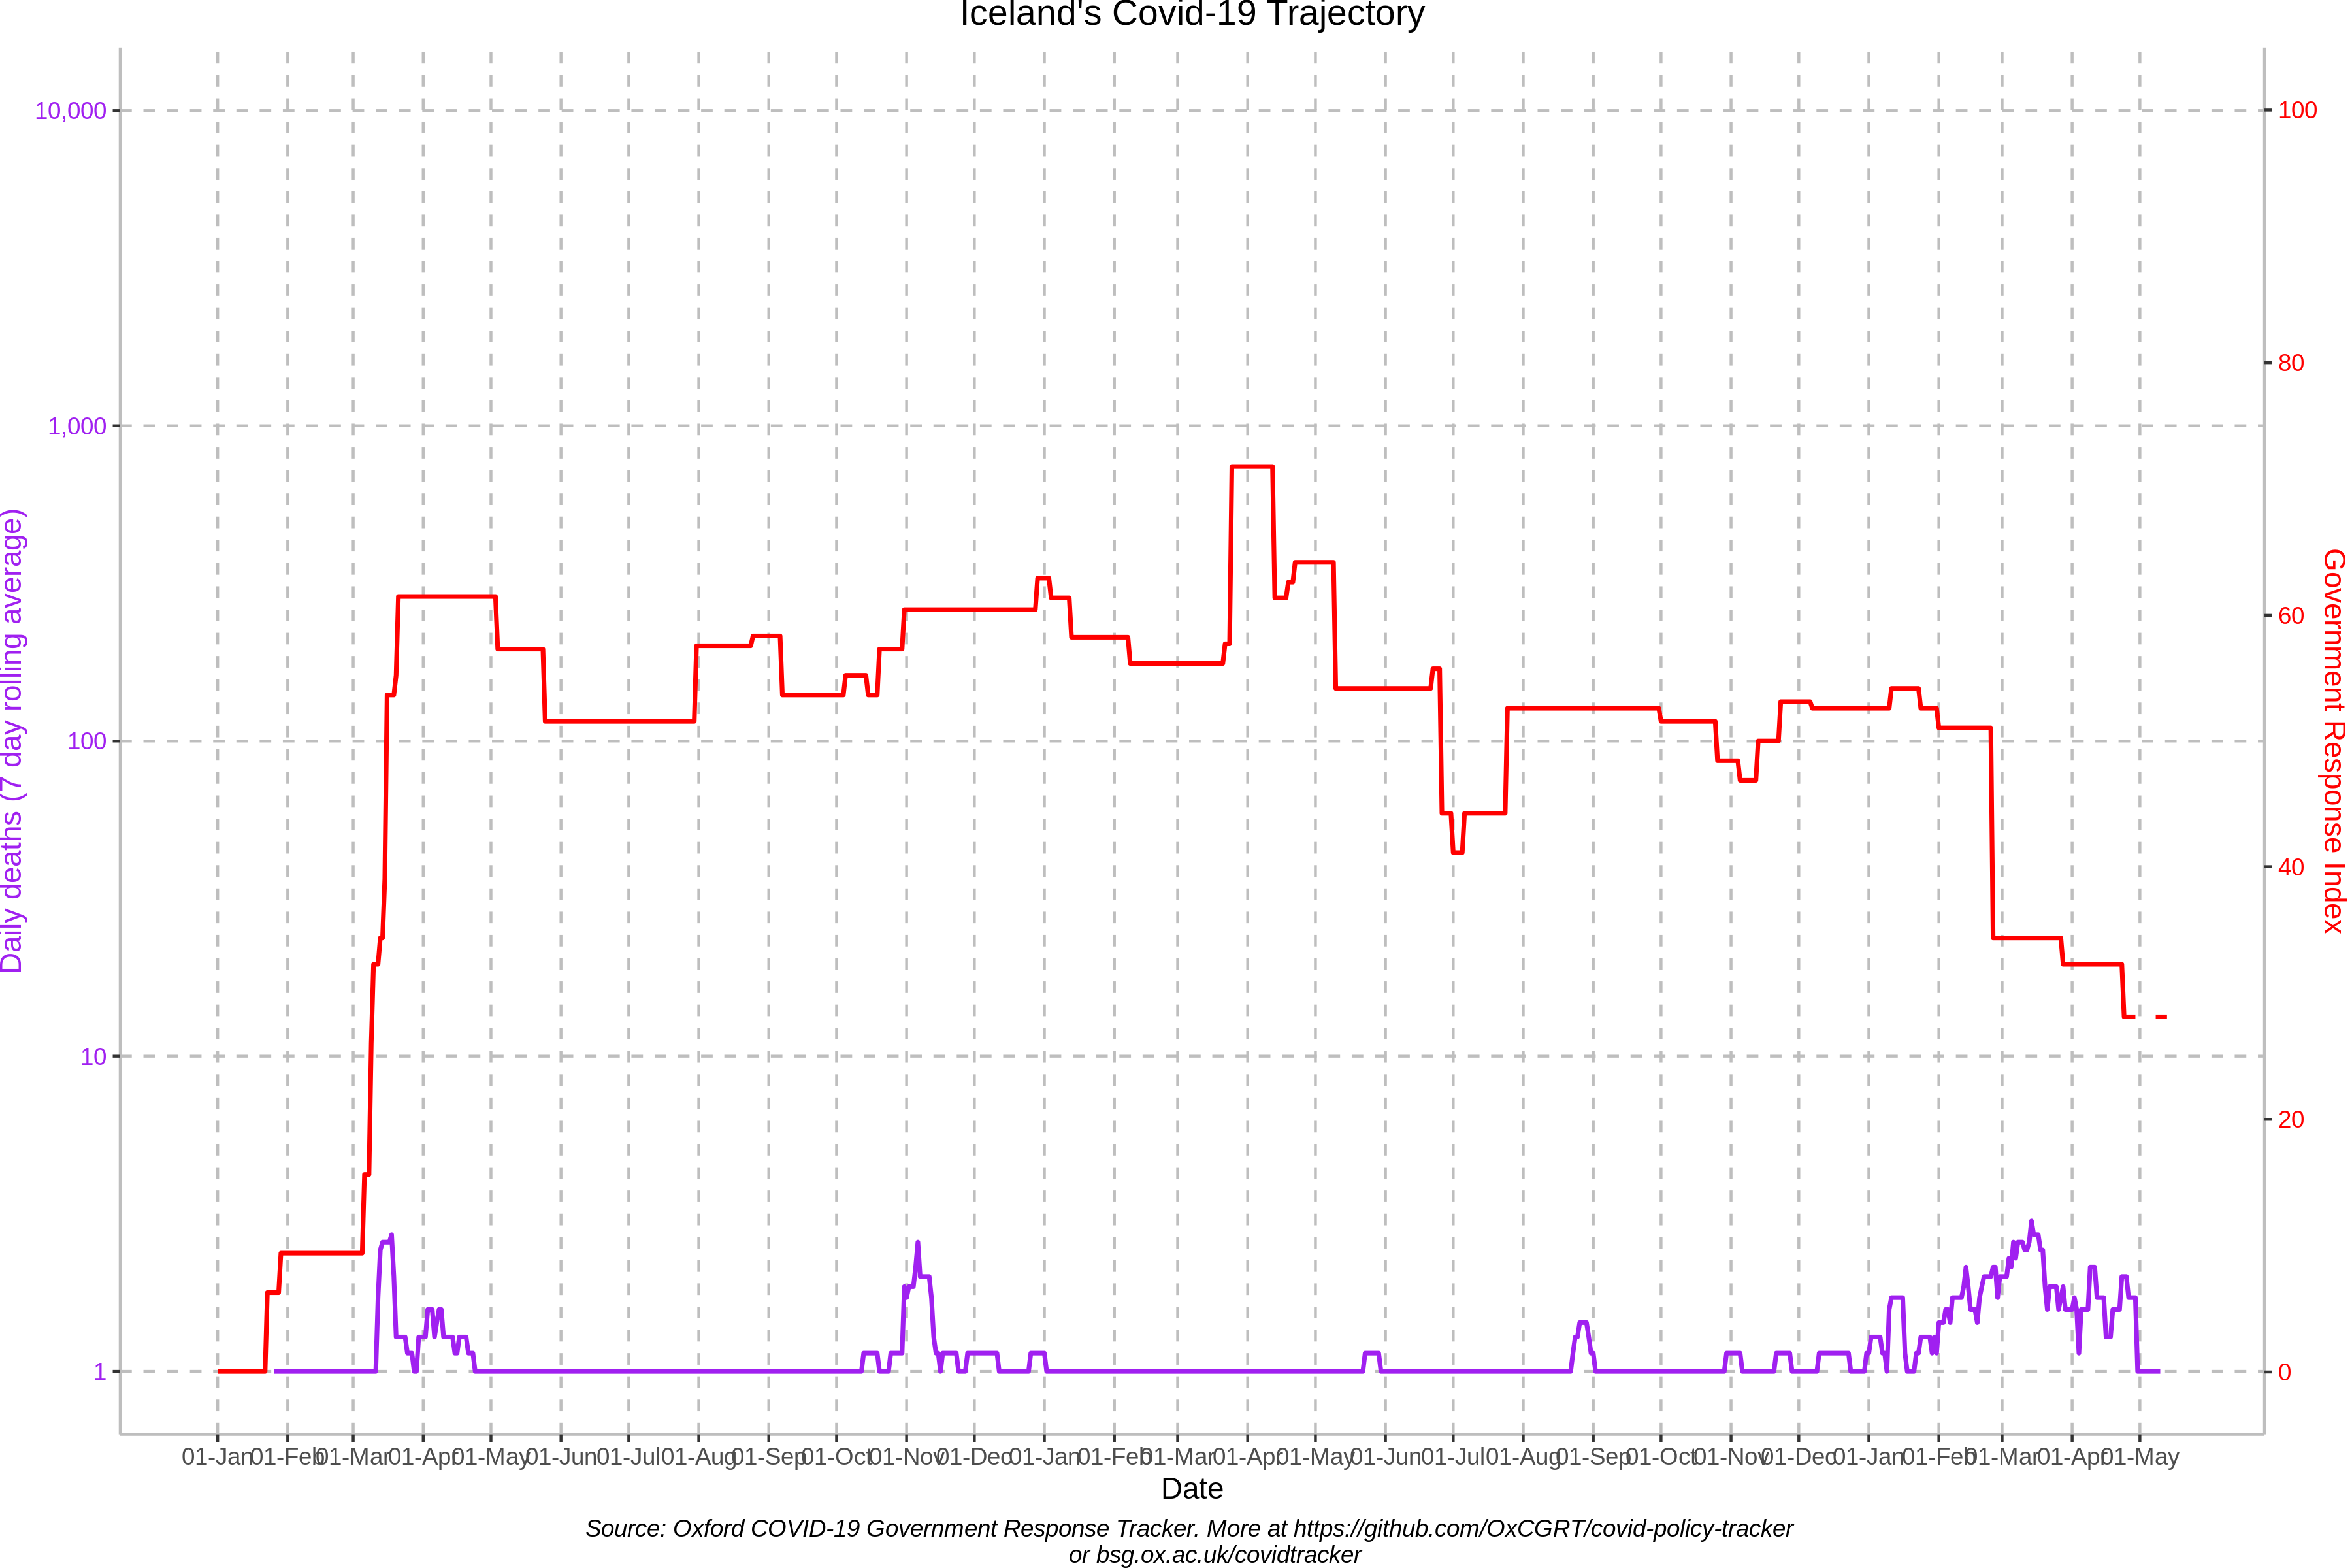 Iceland's Covid-19 Trajectory
10,000
1,000
100
10
1
Daily deaths (7 day rolling average)
100
80
60
40
20
0
Government Response Index
01-Jan 01-Feb 01-Mar 01-Apr 01-May 01-Jun 01-Jul 01-Aug 01-Sep 01-Oct 01-Nov 01-Dec 01-Jan 01-Feb 01-Mar 01-Apr 01-May 01-Jun 01-Jul 01-Aug 01-Sep 01-Oct 01-Nov 01-Dec 01-Jan 01-Feb 01-Mar 01-Apr 01-May
Date
Source: Oxford COVID-19 Government Response Tracker. More at https://github.com/OxCGRT/covid-policy-tracker
or bsg.ox.ac.uk/covidtracker